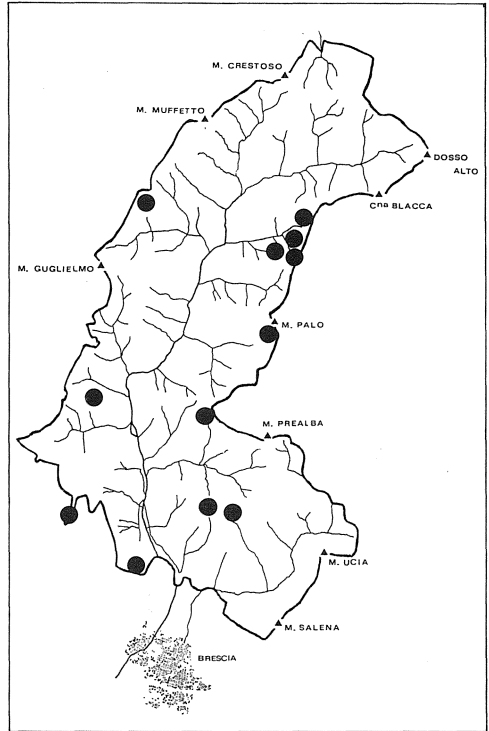 M. CRESTOSO
M. MUFFETTO
DOSSO
ALTO
Cna BLACCA
M. GUGLIELMO
M. PALO
M. PREALBA
M. UCIA
M. SALENA
BRESCIA